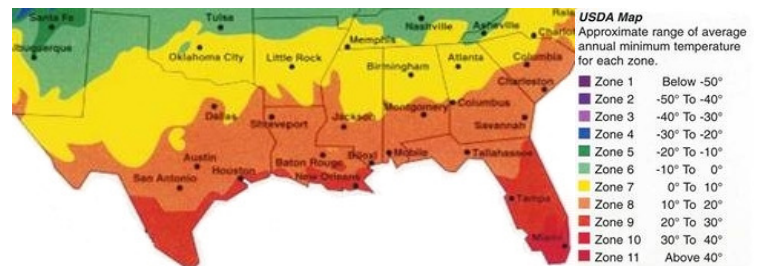 Santa Fe
Tulsa
Nashville
Asheville
Rale
Charlot
lbuquerque
Oklahoma City
Little Rock
Memphis
Birmingham
Atlanta
Columbia
Charleston
Dallas
Shreveport
Jackson
Montgomery
Columbus
Savannah
Austin
San Antonio
Houston
Baton Rouge
Biloxi
New Orleans
Mobile
Tallahassee
Tampa
Miami
USDA Map
Approximate range of average
annual minimum temperature
for each zone.
Zone 1 Below -50°
Zone 2 -50° To -40°
Zone 3 -40° To -30°
Zone 4 -30° To -20°
Zone 5 -20° To -10°
Zone 6 -10° To 0°
Zone 7 0° To 10°
Zone 8 10° To 20°
Zone 9 20° To 30°
Zone 10 30° To 40°
Zone 11 Above 40°